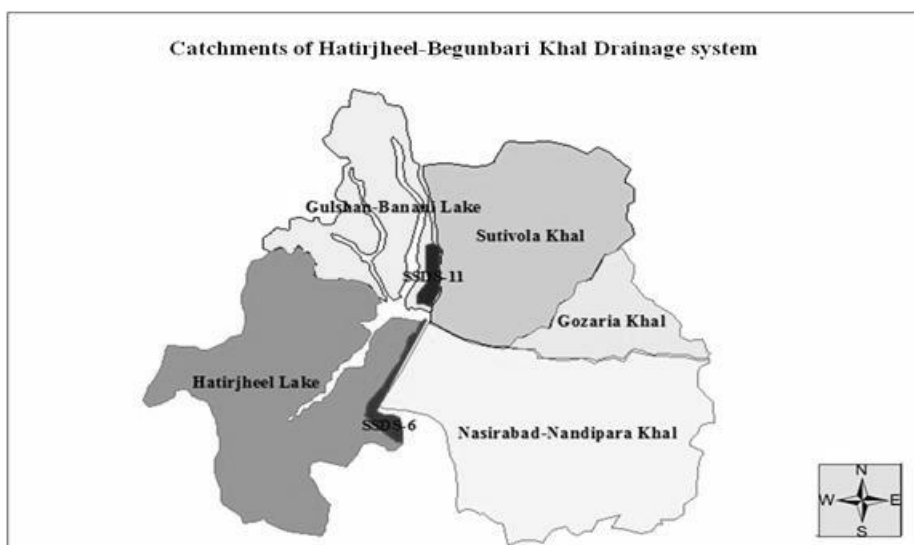 Catchments of Hatirjheel-Begunbari Khal Drainage system
Gulshan-Banani Lake
Sutivola Khal
SSDS-11
Gozaria Khal
Hatirjheel Lake
SSDS-6
Nasirabad-Nandipara Khal
N
W E
S